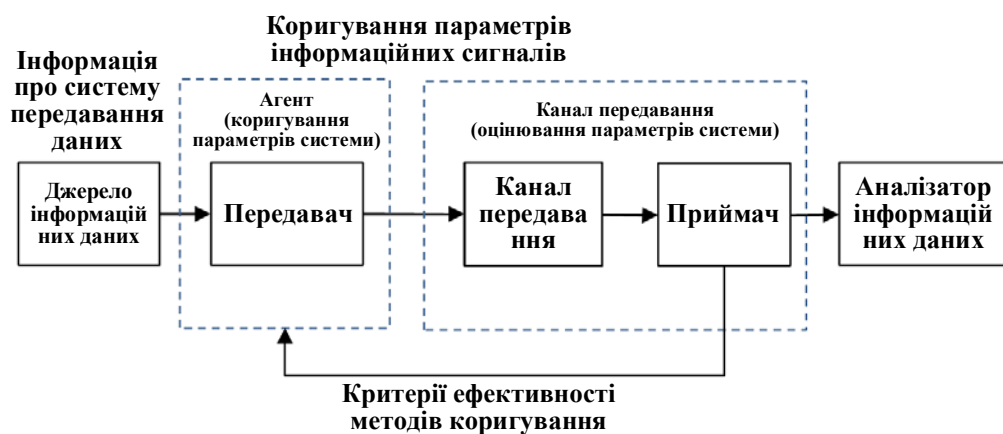 Коригування параметрів
інформаційних сигналів
Інформація
про систему
передавання
даних
Агент
(коригування
параметрів системи)
Канал передавання
(оцінювання параметрів системи)
Джерело
інформацій
них даних
Передавач
Канал
передава
ння
Приймач
Аналізатор
інформацій
них даних
Критерії ефективності
методів коригування